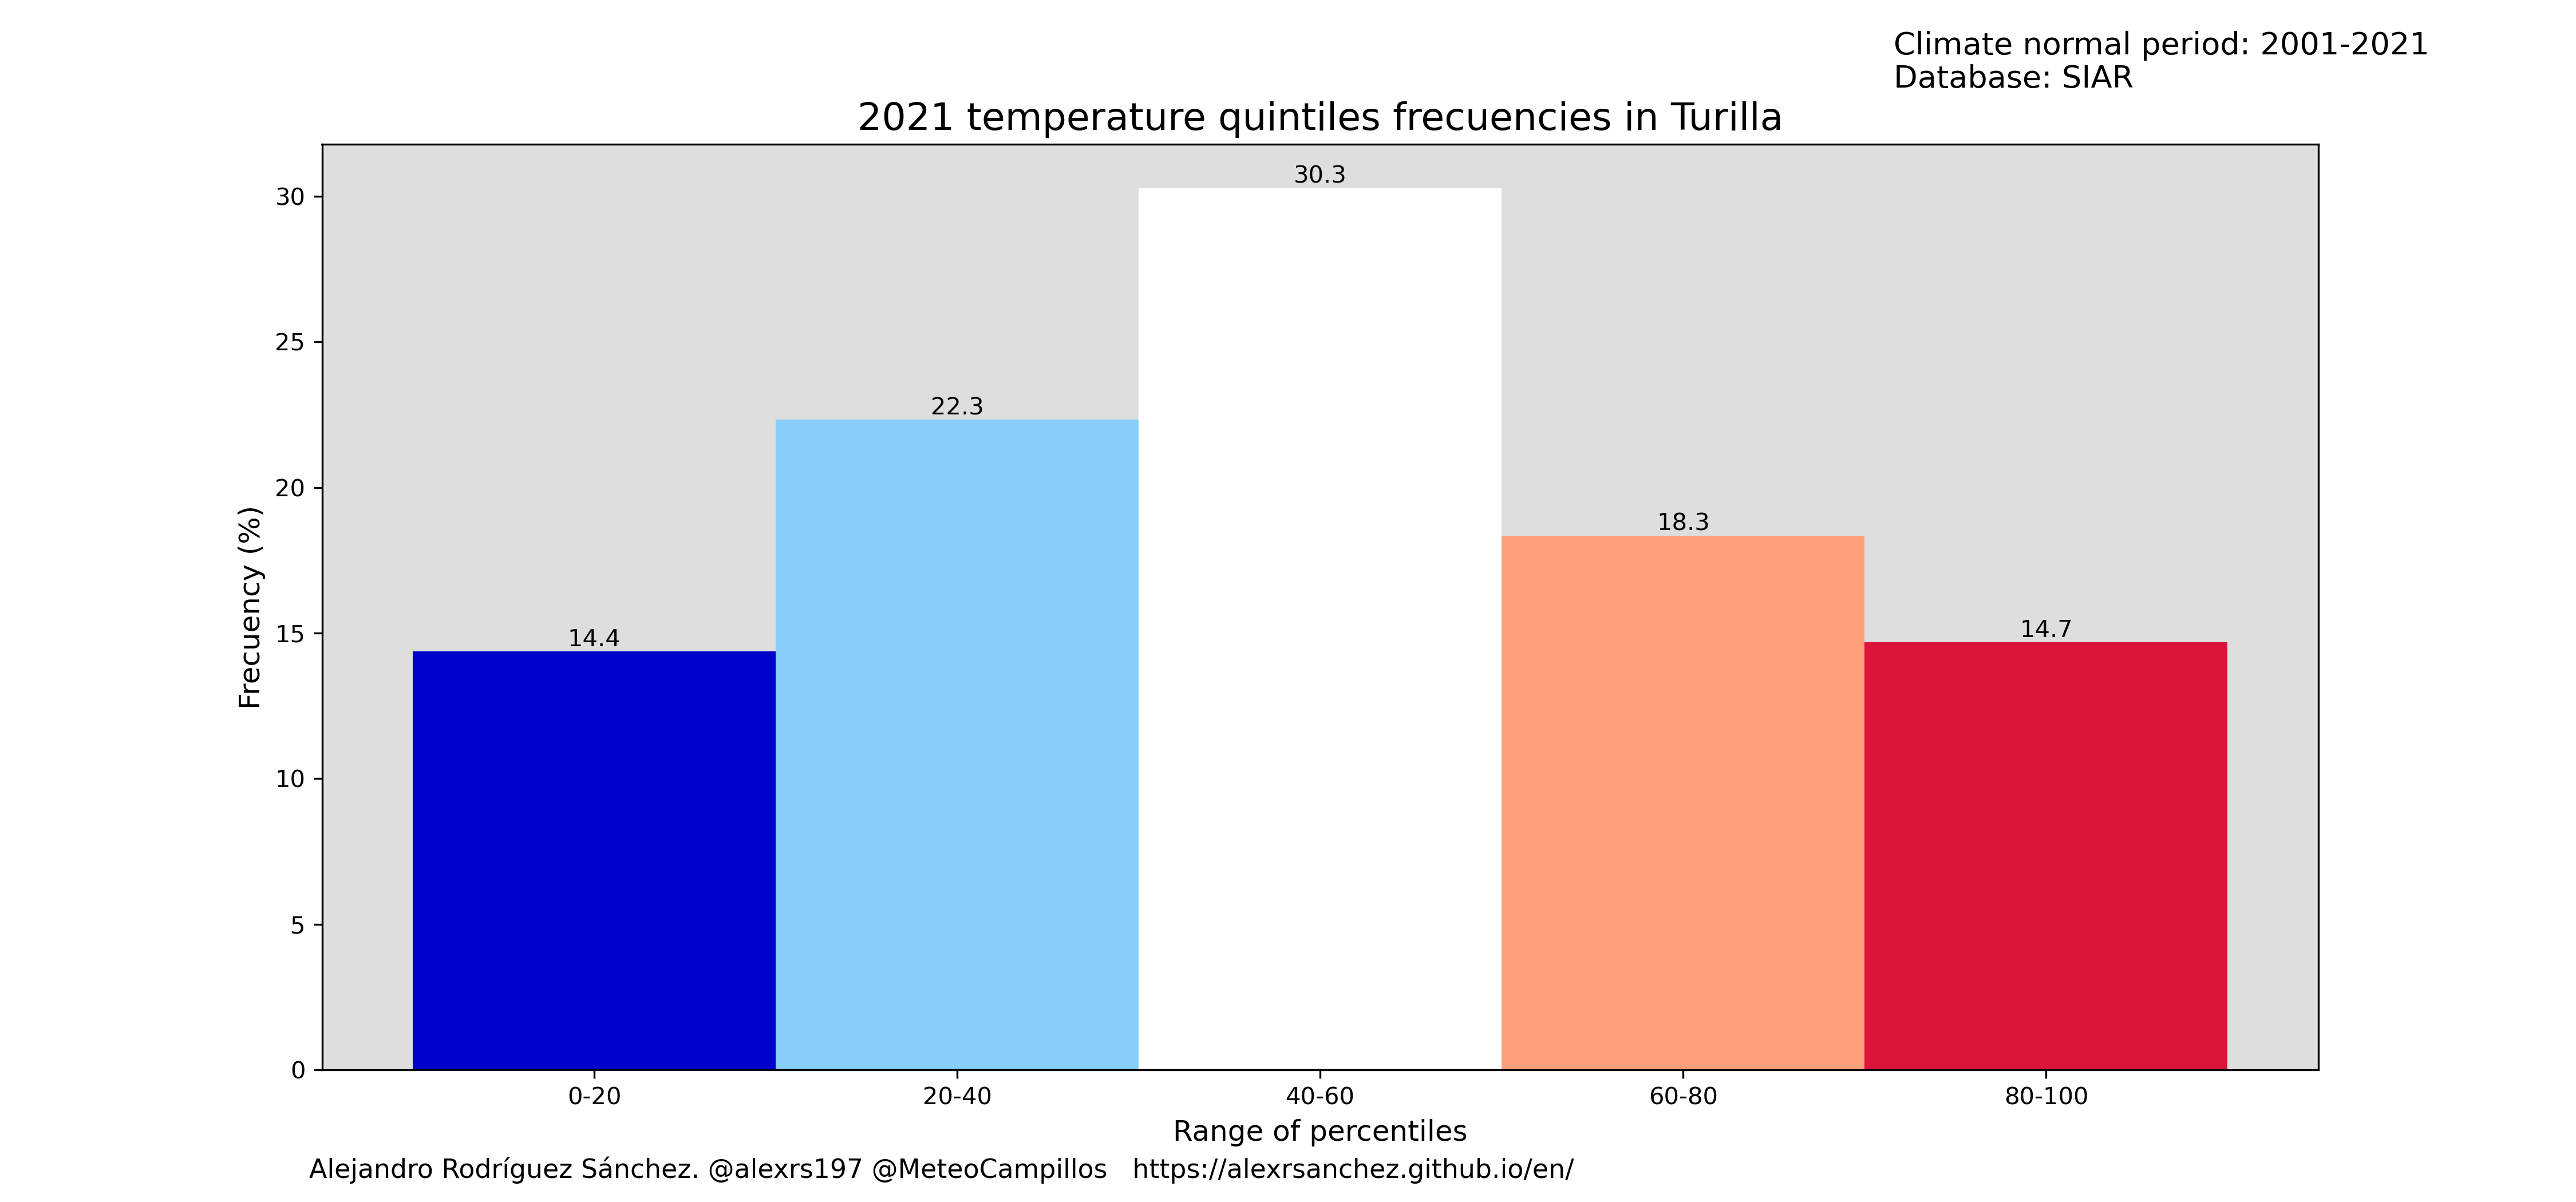 Climate normal period: 2001-2021
Database: SIAR
2021 temperature quintiles frecuencies in Turilla
Frecuency (%)
30
25
20
15
10
5
0
14.4
22.3
30.3
18.3
14.7
0-20
20-40
40-60
60-80
80-100
Range of percentiles
Alejandro Rodríguez Sánchez. @alexrs197 @MeteoCampillos https://alexrsanchez.github.io/en/